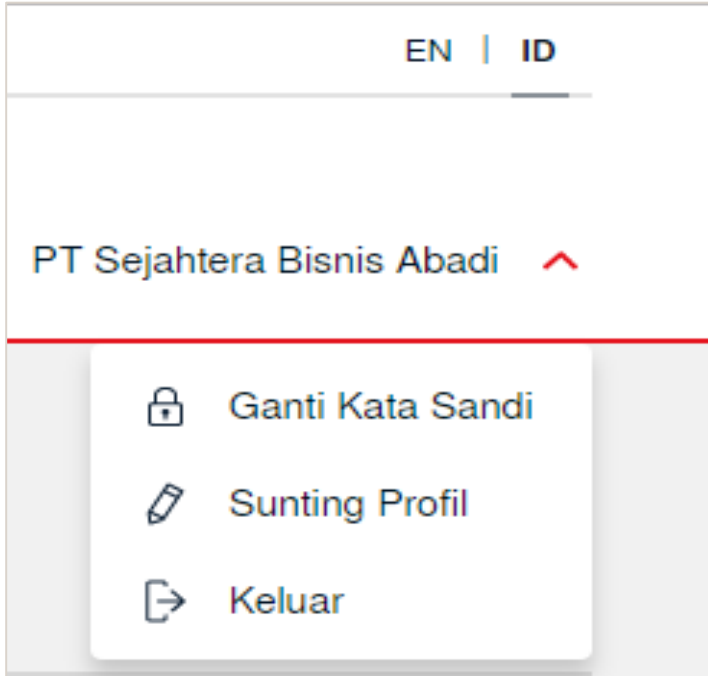 EN | ID
PT Sejahtera Bisnis Abadi
Ganti Kata Sandi
Sunting Profil
Keluar